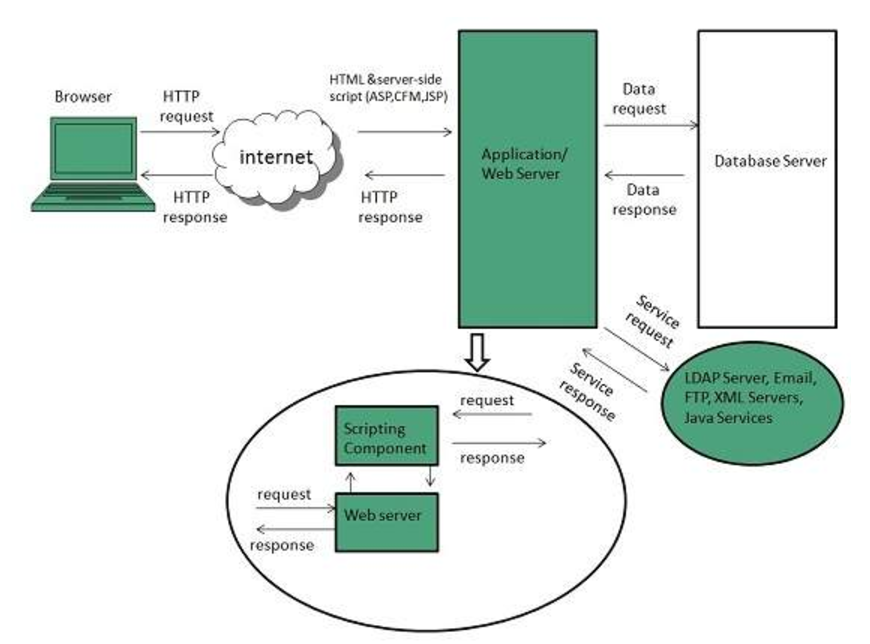 Browser
HTTP
request
HTTP
response
internet
HTML &server-side
script (ASP,CFM,JSP)
HTTP
response
Application/
Web Server
Data
request
Data
response
Database Server
Service
request
Service
response
LDAP Server, Email,
FTP, XML Servers,
Java Services
request
Scripting
Component
response
request
Web server
response